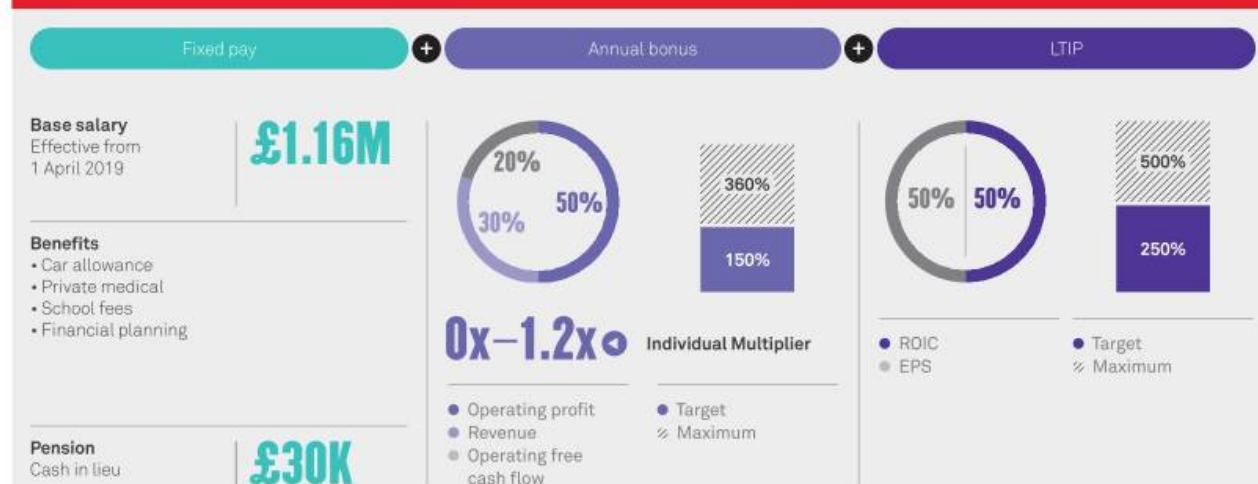 Fixed pay
+
Annual bonus
+
LTIP
Base salary
Effective from
1 April 2019
£1.16M
Benefits
• Car allowance
• Private medical
• School fees
• Financial planning
Pension
Cash in lieu
£30K
20%
50%
30%
360%
150%
0x–1.2x
Individual Multiplier
• Operating profit
• Revenue
• Operating free
cash flow
• Target
Maximum
50% 50%
500%
250%
• ROIC
• EPS
• Target
Maximum